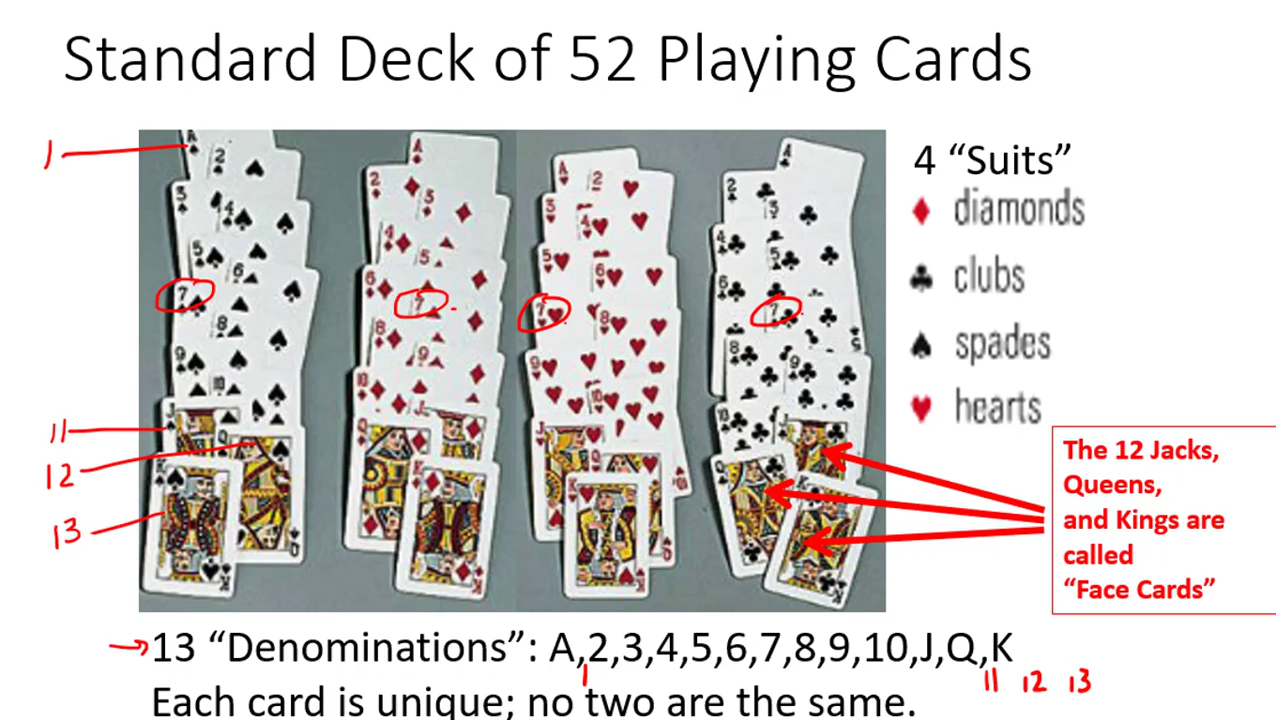 Standard Deck of 52 Playing Cards
4 “Suits”
diamonds
clubs
spades
hearts
1
11
12
13
The 12 Jacks,
Queens,
and Kings are
called
“Face Cards”
13 “Denominations”: A,2,3,4,5,6,7,8,9,10,J,Q,K
1 11 12 13
Each card is unique; no two are the same.